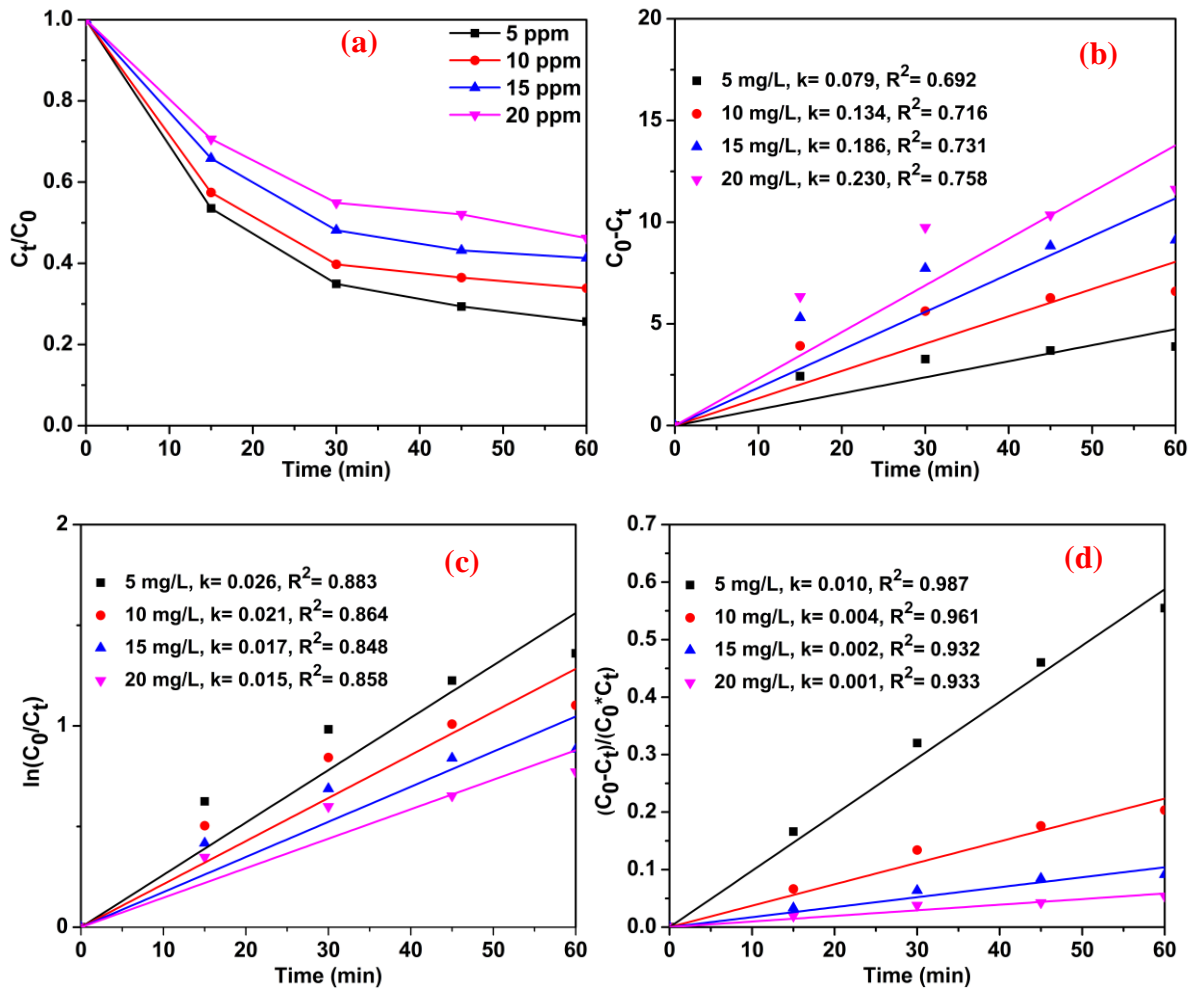 (a)
5 ppm
10 ppm
15 ppm
20 ppm
1.0
0.8
0.6
0.4
0.2
0.0
Cₜ/C₀
0 10 20 30 40 50 60
Time (min)
(b)
5 mg/L, k= 0.079, R²= 0.692
10 mg/L, k= 0.134, R²= 0.716
15 mg/L, k= 0.186, R²= 0.731
20 mg/L, k= 0.230, R²= 0.758
20
15
10
5
0
C₀-Cₜ
0 10 20 30 40 50 60
Time (min)
(c)
5 mg/L, k= 0.026, R²= 0.883
10 mg/L, k= 0.021, R²= 0.864
15 mg/L, k= 0.017, R²= 0.848
20 mg/L, k= 0.015, R²= 0.858
2
1
0
ln(C₀/Cₜ)
0 10 20 30 40 50 60
Time (min)
(d)
5 mg/L, k= 0.010, R²= 0.987
10 mg/L, k= 0.004, R²= 0.961
15 mg/L, k= 0.002, R²= 0.932
20 mg/L, k= 0.001, R²= 0.933
0.7
0.6
0.5
0.4
0.3
0.2
0.1
0.0
(C₀-Cₜ)/(C₀*Cₜ)
0 10 20 30 40 50 60
Time (min)